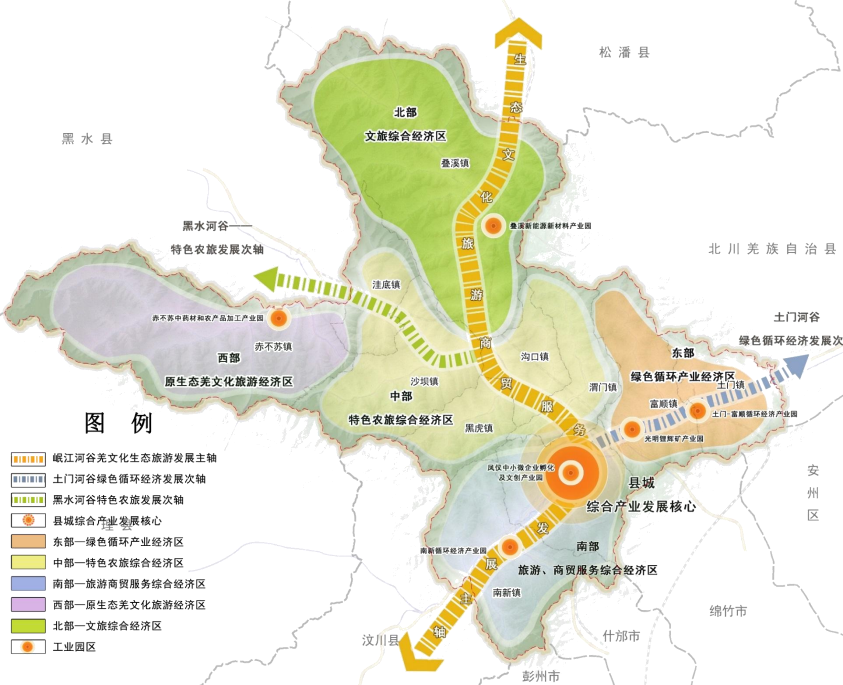 松潘县
黑水县
北部
文旅综合经济区
叠溪镇
叠溪新能源新材料产业园
黑水河谷——
特色农旅发展次轴
北川羌族自治县
洼底镇
赤不苏中药材和农产品加工产业园
赤不苏镇
西部
原生态羌文化旅游经济区
土门河谷
绿色循环经济发展次
东部
绿色循环产业经济区
土门镇
沟口镇
沙坝镇
渭门镇
富顺镇
土门-富顺循环经济产业园
中部
特色农旅综合经济区
黑虎镇
光明锂辉矿产业园
凤仪中小微企业孵化
及文创产业园
县城
综合产业发展核心
安州区
南新循环经济产业园
南部
旅游、商贸服务综合经济区
南新镇
绵竹市
什邡市
汶川县
彭州市
理县
生态文化旅游商贸服务发展主轴
图例
岷江河谷羌文化生态旅游发展主轴
土门河谷绿色循环经济发展次轴
黑水河谷特色农旅发展次轴
县城综合产业发展核心
东部—绿色循环产业经济区
中部—特色农旅综合经济区
南部—旅游商贸服务综合经济区
西部—原生态羌文化旅游经济区
北部—文旅综合经济区
工业园区